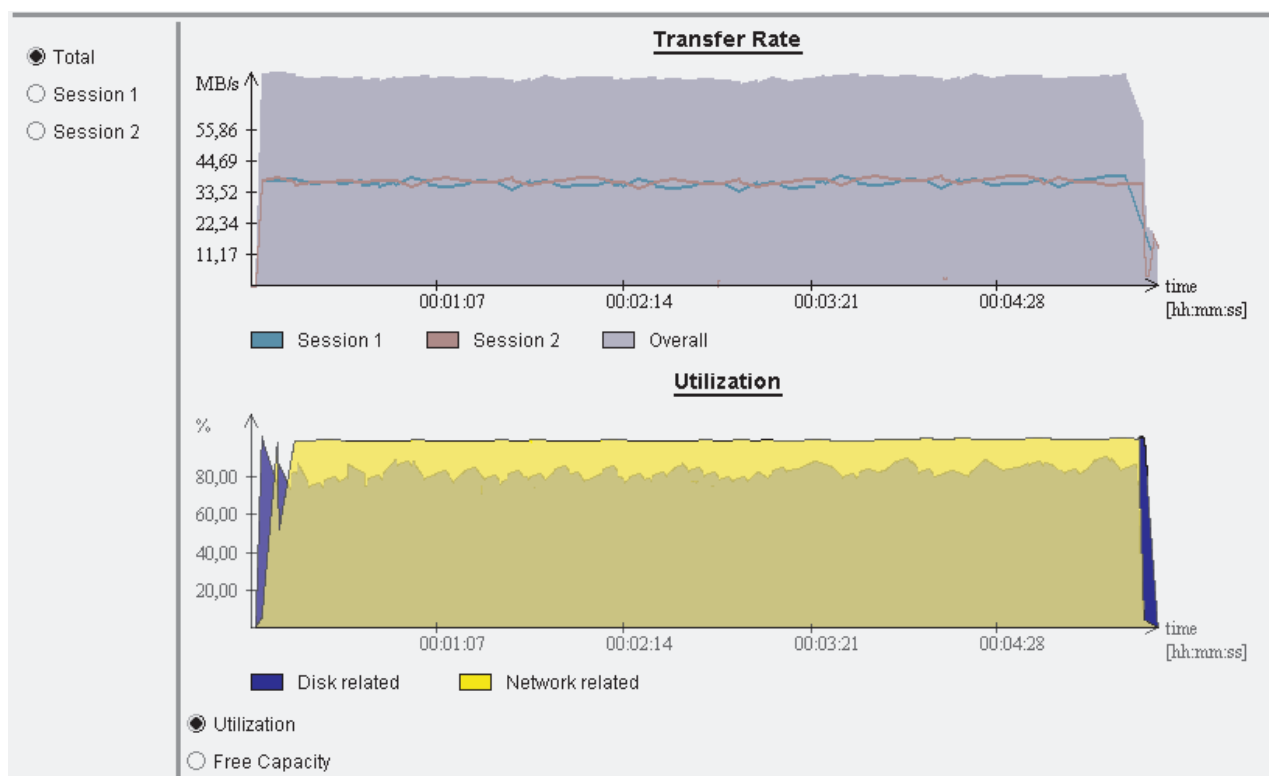 Total
Session 1
Session 2
Transfer Rate
MB/s
55,86
44,69
33,52
22,34
11,17
00:01:07 00:02:14 00:03:21 00:04:28
time
[hh:mm:ss]
Session 1 Session 2 Overall
Utilization
%
80,00
60,00
40,00
20,00
00:01:07 00:02:14 00:03:21 00:04:28
time
[hh:mm:ss]
Disk related Network related
Utilization
Free Capacity